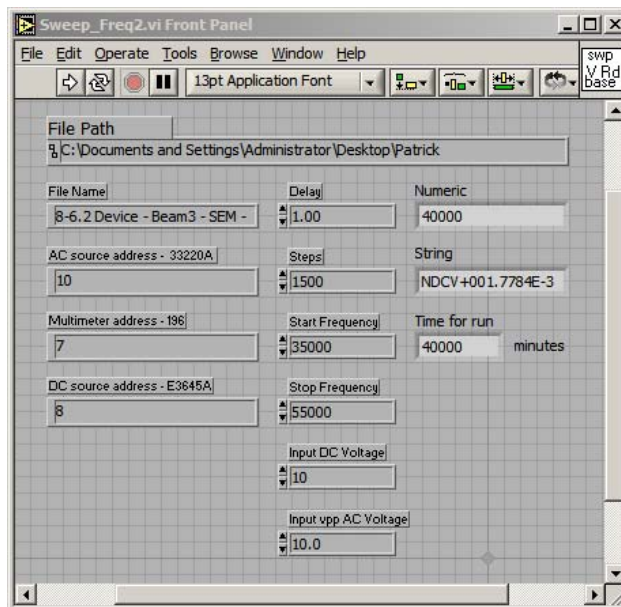 Sweep_Freq2.vi Front Panel
File Edit Operate Tools Browse Window Help
13pt Application Font
swp
V Rd
base
File Path
C:\Documents and Settings\Administrator\Desktop\Patrick
File Name
8-6.2 Device - Beam3 - SEM -
Delay
1.00
Numeric
40000
AC source address - 33220A
10
Steps
1500
String
NDCV+001.7784E-3
Multimeter address - 196
7
Start Frequency
35000
Time for run
40000 minutes
DC source address - E3645A
8
Stop Frequency
55000
Input DC Voltage
10
Input vpp AC Voltage
10.0